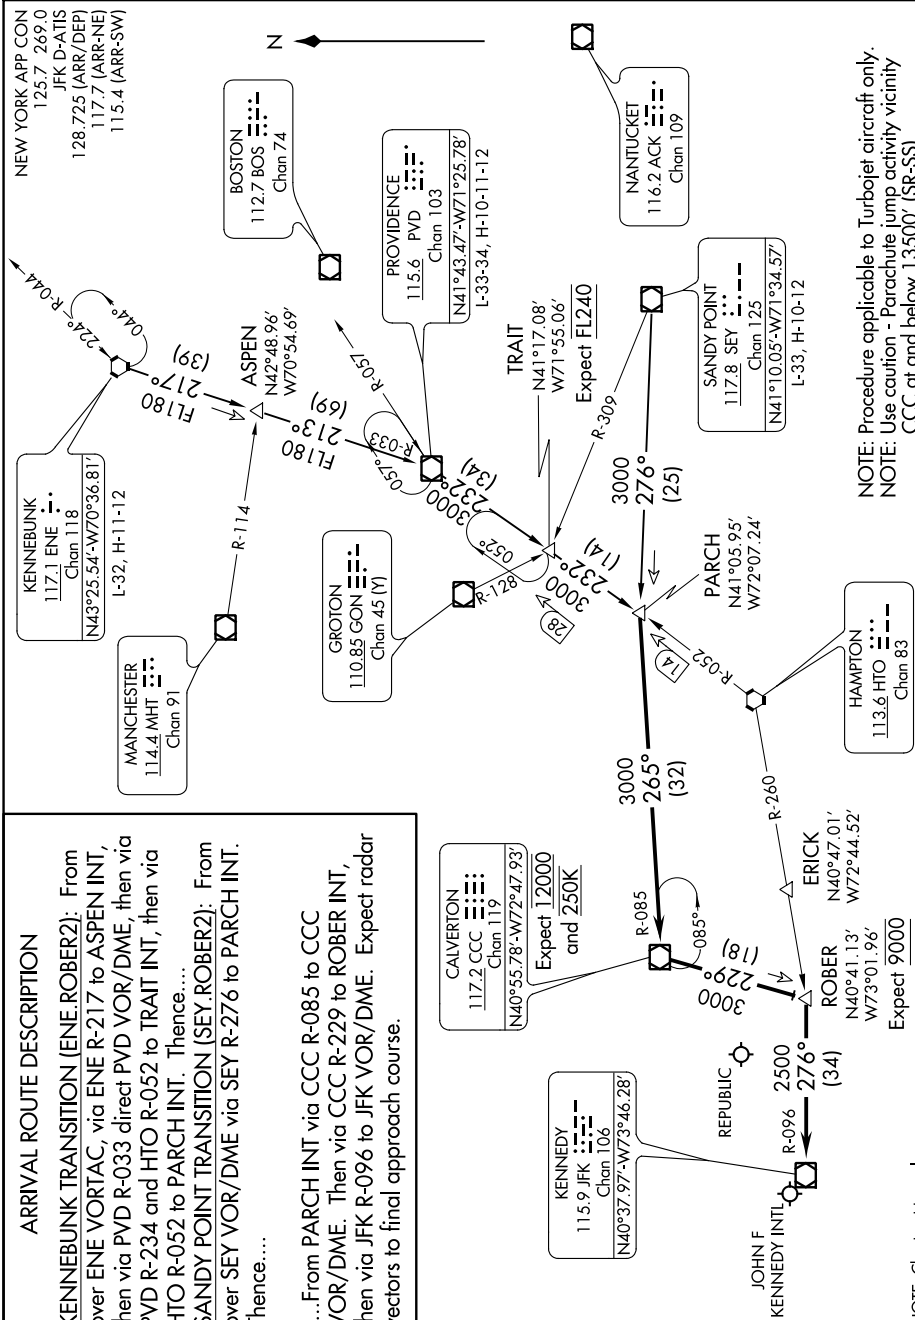 NEW YORK APP CON
125.7 269.0
JFK D-ATIS
128.725 (ARR/DEP)
117.7 (ARR-NE)
115.4 (ARR-SW)
N
ARRIVAL ROUTE DESCRIPTION
KENNEBUNK TRANSITION (ENE.ROBER2): From
over ENE VORTAC, via ENE R-217 to ASPEN INT,
then via PVD R-033 direct PVD VOR/DME, then via
PVD R-234 and HTO R-052 to TRAIT INT, then via
HTO R-052 to PARCH INT. Thence....
SANDY POINT TRANSITION (SEY.ROBER2): From
over SEY VOR/DME via SEY R-276 to PARCH INT.
Thence....
....From PARCH INT via CCC R-085 to CCC
VOR/DME. Then via CCC R-229 to ROBER INT,
then via JFK R-096 to JFK VOR/DME. Expect radar
vectors to final approach course.
KENNEBUNK
117.1 ENE
Chan 118
N43°25.54'-W70°36.81'
L-32, H-11-12
R-044
224°
044°
FL180
217°
(39)
MANCHESTER
114.4 MHT
Chan 91
R-114
ASPEN
N42°48.96'
W70°54.69'
FL180
213°
(69)
BOSTON
112.7 BOS
Chan 74
PROVIDENCE
115.6 PVD
Chan 103
N41°43.47'-W71°25.78'
L-33-34, H-10-11-12
R-057
R-033
057°
3000
232°
(34)
GROTON
110.85 GON
Chan 45 (Y)
R-128
052°
TRAIT
N41°17.08'
W71°55.06'
Expect FL240
R-309
3000
232°
(14)
28
NANTUCKET
116.2 ACK
Chan 109
SANDY POINT
117.8 SEY
Chan 125
N41°10.05'-W71°34.57'
L-33, H-10-12
3000
276°
(25)
PARCH
N41°05.95'
W72°07.24'
14
R-052
HAMPTON
113.6 HTO
Chan 83
R-260
3000
265°
(32)
R-085
085°
CALVERTON
117.2 CCC
Chan 119
N40°55.78'-W72°47.93'
Expect 12000
and 250K
3000
229°
(18)
ERICK
N40°47.01'
W72°44.52'
ROBER
N40°41.13'
W73°01.96'
Expect 9000
2500
276°
(34)
R-096
REPUBLIC
KENNEDY
115.9 JFK
Chan 106
N40°37.97'-W73°46.28'
JOHN F
KENNEDY INTL
NOTE: Procedure applicable to Turbojet aircraft only.
NOTE: Use caution - Parachute jump activity vicinity
CCC at and below 13500' (SR-SS)